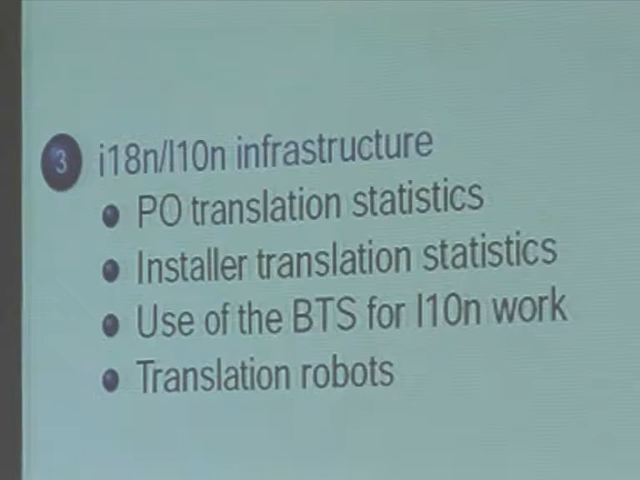 3 i18n/l10n infrastructure
PO translation statistics
Installer translation statistics
Use of the BTS for l10n work
Translation robots